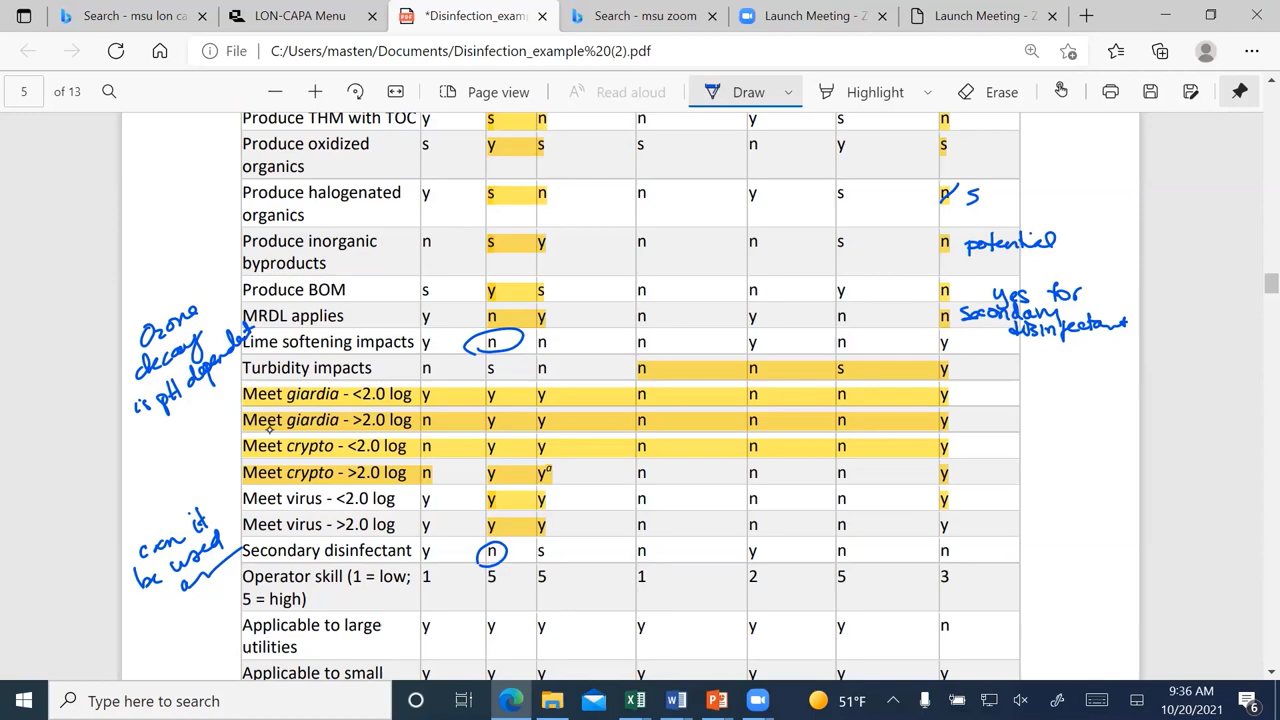 Search - msu lon ca
LON-CAPA Menu
*Disinfection_exam
Search - msu zoom
Launch Meeting - Z
Launch Meeting - Z
File
C:/Users/masten/Documents/Disinfection_example%20(2).pdf
5 of 13
Page view
Read aloud
Draw
Highlight
Erase
Produce THM with TOC y s n n y s n
Produce oxidized organics s y s s n y s
Produce halogenated organics y s n n y s n s
Produce inorganic byproducts n s y n n s n potential
Produce BOM s y s n n y n
yes for
secondary
disinfectant
MRDL applies y n y n y n n
Ozone
decay
is pH dependent
Lime softening impacts y n n n y n y
Turbidity impacts n s n n n s y
Meet giardia - <2.0 log y y y n n n y
Meet giardia - >2.0 log n y y n n n y
Meet crypto - <2.0 log n y y n n n y
Meet crypto - >2.0 log n y yᵃ n n n y
Meet virus - <2.0 log y y y n n n y
Meet virus - >2.0 log y y y n n n y
can it
be used
as
Secondary disinfectant y n s n y n n
Operator skill (1 = low; 5 = high) 1 5 5 1 2 5 3
Applicable to large utilities y y y y y y n
Applicable to small y y y y y y y
Type here to search
51°F
9:36 AM
10/20/2021
6